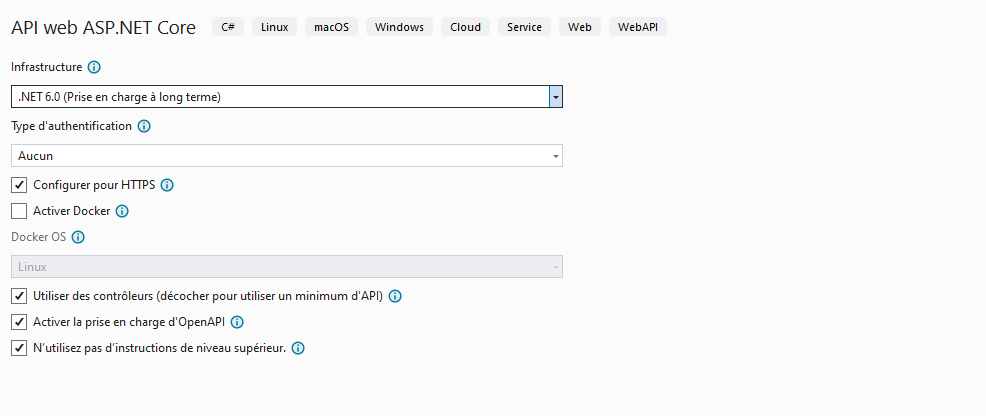 API web ASP.NET Core C# Linux macOS Windows Cloud Service Web WebAPI
Infrastructure
.NET 6.0 (Prise en charge à long terme)
Type d'authentification
Aucun
Configurer pour HTTPS
Activer Docker
Docker OS
Linux
Utiliser des contrôleurs (décocher pour utiliser un minimum d'API)
Activer la prise en charge d'OpenAPI
N'utilisez pas d'instructions de niveau supérieur.